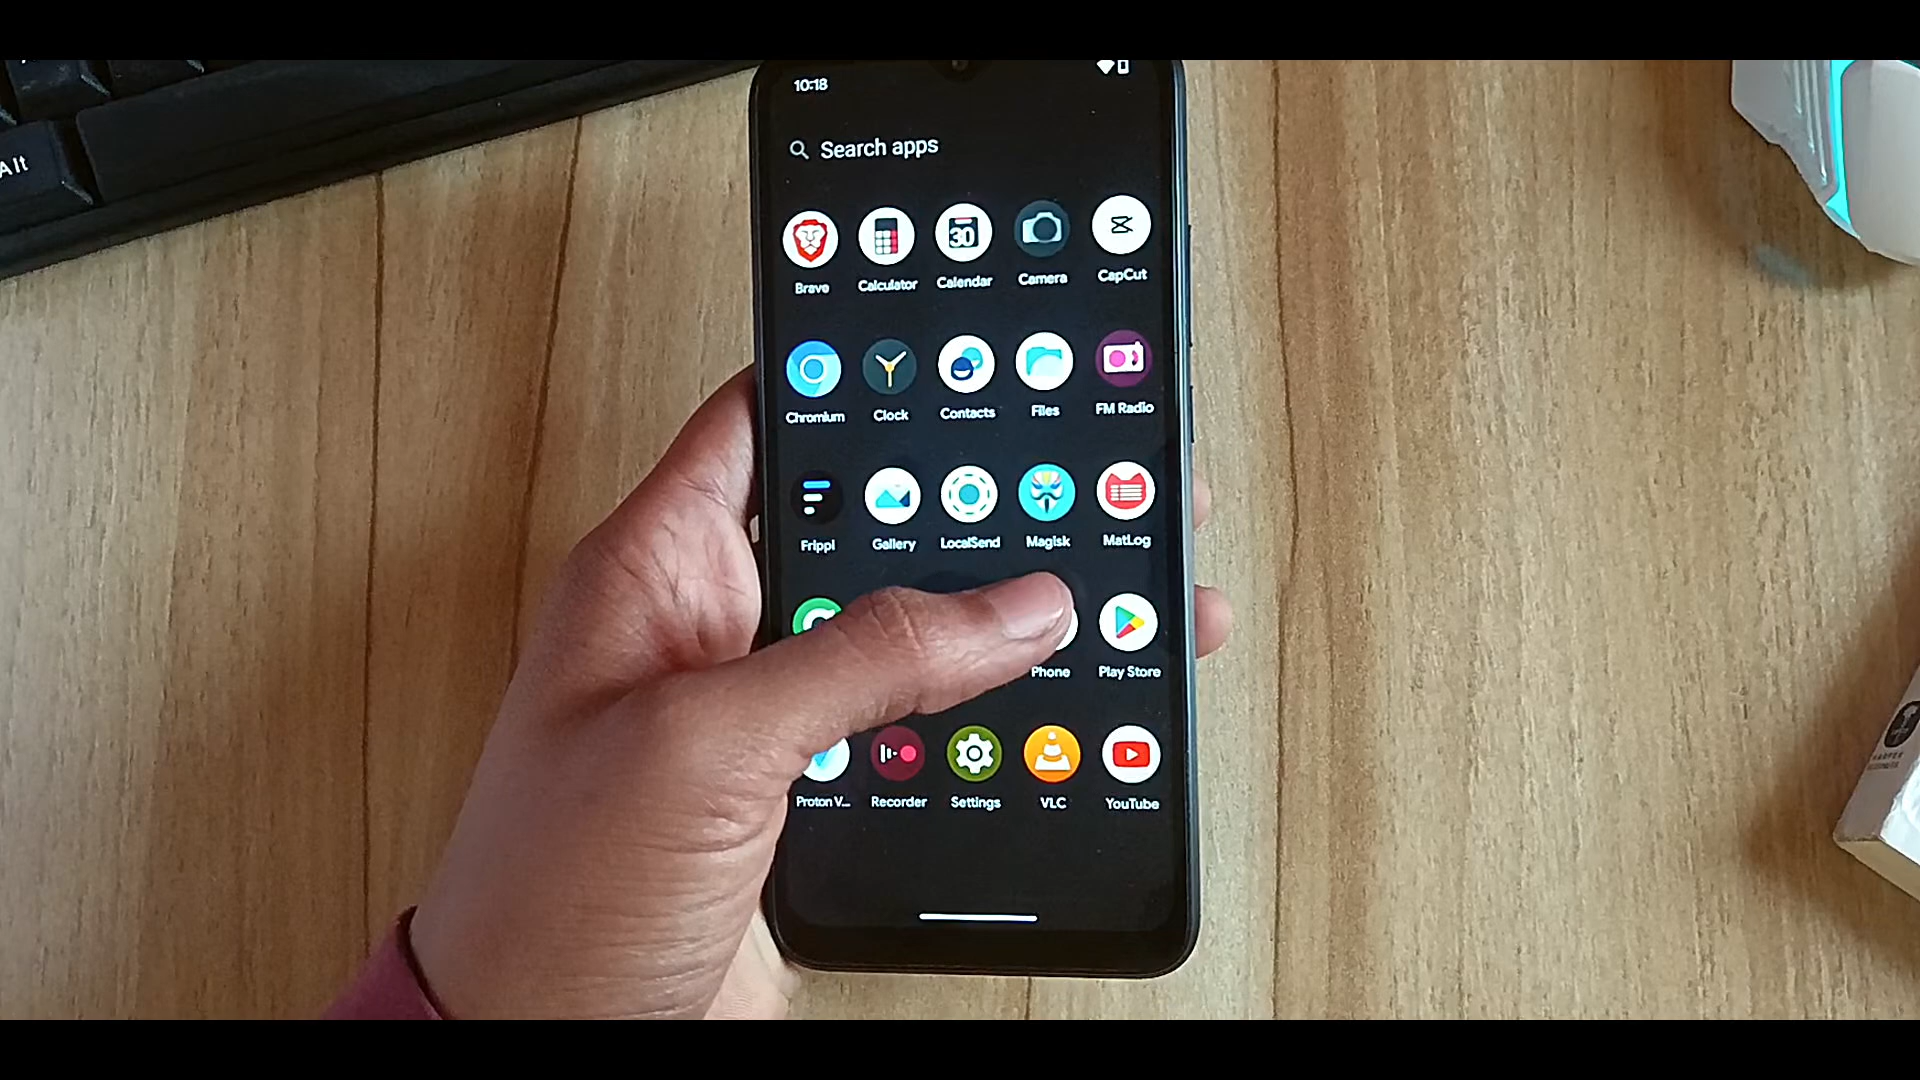 Alt
10:18
Search apps
30
Brave Calculator Calendar Camera CapCut
Chromium Clock Contacts Files FM Radio
Frippl Gallery LocalSend Magisk MatLog
Phone Play Store
Proton V... Recorder Settings VLC YouTube